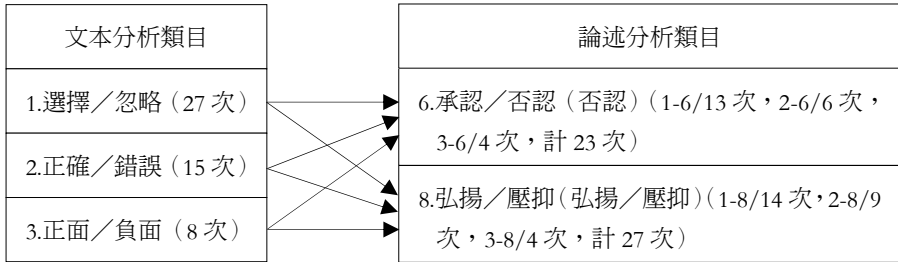 文本分析類目
1.選擇／忽略（27 次）
2.正確／錯誤（15 次）
3.正面／負面（8 次）
論述分析類目
6.承認／否認（否認）（1-6/13 次，2-6/6 次，
3-6/4 次，計 23 次）
8.弘揚／壓抑（弘揚／壓抑）（1-8/14 次，2-8/9
次，3-8/4 次，計 27 次）